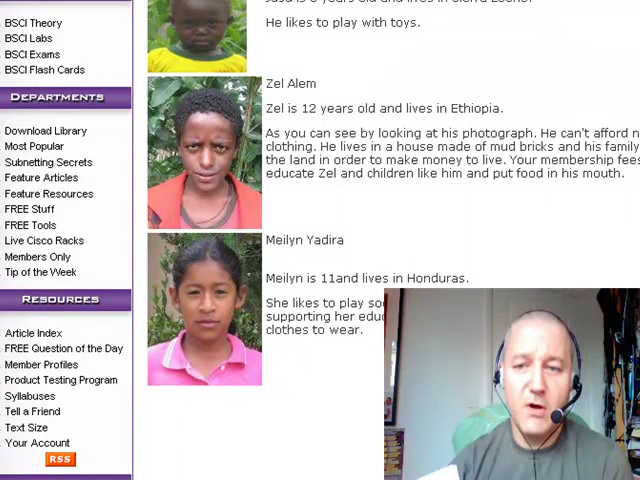 BSCI Theory
BSCI Labs
BSCI Exams
BSCI Flash Cards
DEPARTMENTS
Download Library
Most Popular
Subnetting Secrets
Feature Articles
Feature Resources
FREE Stuff
FREE Tools
Live Cisco Racks
Members Only
Tip of the Week
RESOURCES
Article Index
FREE Question of the Day
Member Profiles
Product Testing Program
Syllabuses
Tell a Friend
Text Size
Your Account
RSS
He likes to play with toys.
Zel Alem
Zel is 12 years old and lives in Ethiopia.
As you can see by looking at his photograph. He can't afford
clothing. He lives in a house made of mud bricks and his family
the land in order to make money to live. Your membership fees
educate Zel and children like him and put food in his mouth.
Meilyn Yadira
Meilyn is 11and lives in Honduras.
She likes to play
supporting her
clothes to wear.